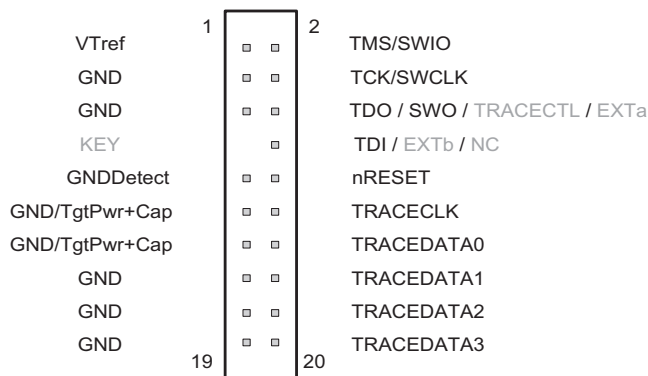 1 2
VTref TMS/SWIO
GND TCK/SWCLK
GND TDO / SWO / TRACECTL / EXTa
KEY TDI / EXTb / NC
GNDDetect nRESET
GND/TgtPwr+Cap TRACECLK
GND/TgtPwr+Cap TRACEDATA0
GND TRACEDATA1
GND TRACEDATA2
GND TRACEDATA3
19 20